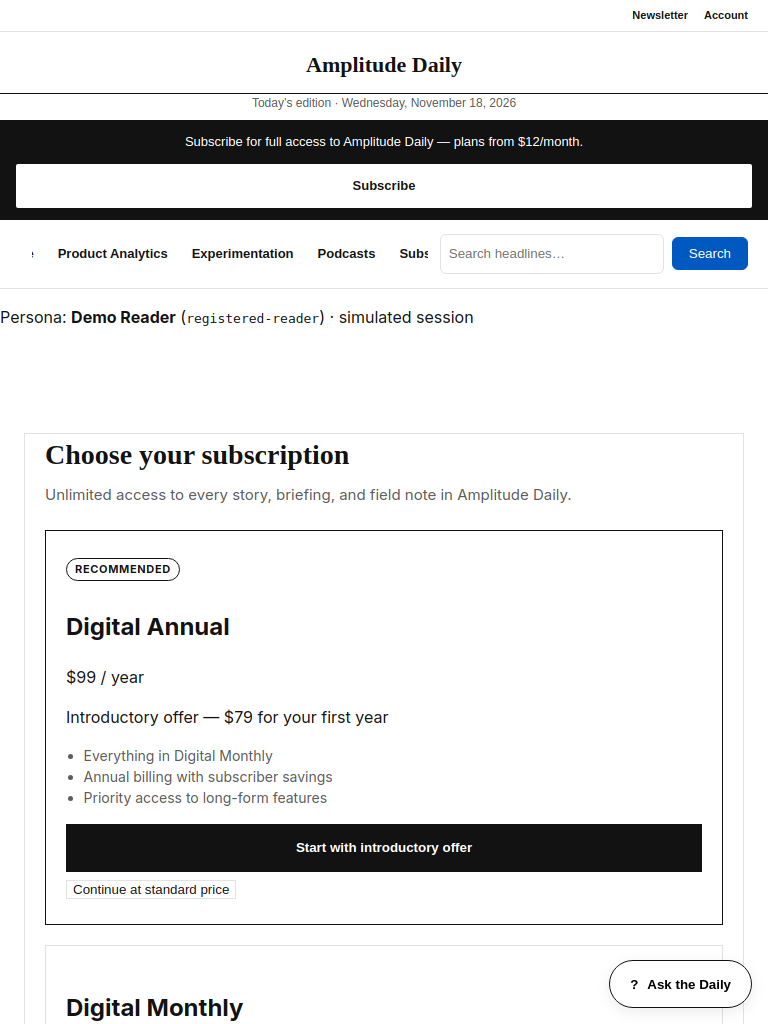 Newsletter Account
Amplitude Daily
Today's edition · Wednesday, November 18, 2026
Subscribe for full access to Amplitude Daily — plans from $12/month.
Subscribe
Product Analytics Experimentation Podcasts Subs Search headlines… Search
Persona: Demo Reader (registered-reader) · simulated session
Choose your subscription
Unlimited access to every story, briefing, and field note in Amplitude Daily.
RECOMMENDED
Digital Annual
$99 / year
Introductory offer — $79 for your first year
Everything in Digital Monthly
Annual billing with subscriber savings
Priority access to long-form features
Start with introductory offer
Continue at standard price
? Ask the Daily
Digital Monthly